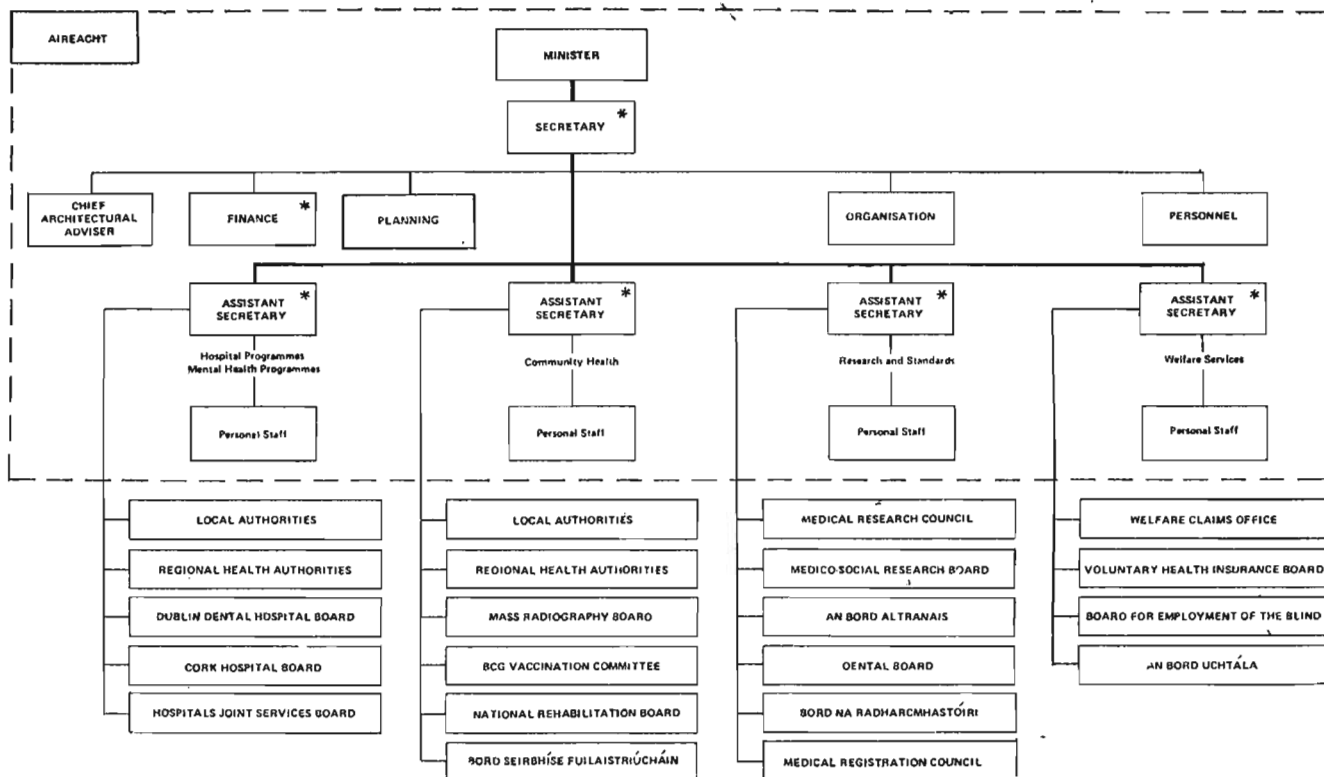 AIREACHT
MINISTER
SECRETARY *
CHIEF
ARCHITECTURAL
ADVISER
FINANCE *
PLANNING
ORGANISATION
PERSONNEL
ASSISTANT *
SECRETARY
Hospital Programmes
Mental Health Programmes
Personal Staff
ASSISTANT *
SECRETARY
Community Health
Personal Staff
ASSISTANT *
SECRETARY
Research and Standards
Personal Staff
ASSISTANT *
SECRETARY
Welfare Services
Personal Staff
LOCAL AUTHORITIES
REGIONAL HEALTH AUTHORITIES
DUBLIN DENTAL HOSPITAL BOARD
CORK HOSPITAL BOARD
HOSPITALS JOINT SERVICES BOARD
LOCAL AUTHORITIES
REGIONAL HEALTH AUTHORITIES
MASS RADIOGRAPHY BOARD
BCG VACCINATION COMMITTEE
NATIONAL REHABILITATION BOARD
BORD SEIRBHÍSE FUILAISTRIÚCHÁIN
MEDICAL RESEARCH COUNCIL
MEDICO-SOCIAL RESEARCH BOARD
AN BORD ALTRANAIS
DENTAL BOARD
BORD NA RADHARCMHASTÓIRI
MEDICAL REGISTRATION COUNCIL
WELFARE CLAIMS OFFICE
VOLUNTARY HEALTH INSURANCE BOARD
BOARD FOR EMPLOYMENT OF THE BLIND
AN BORD UCHTÁLA